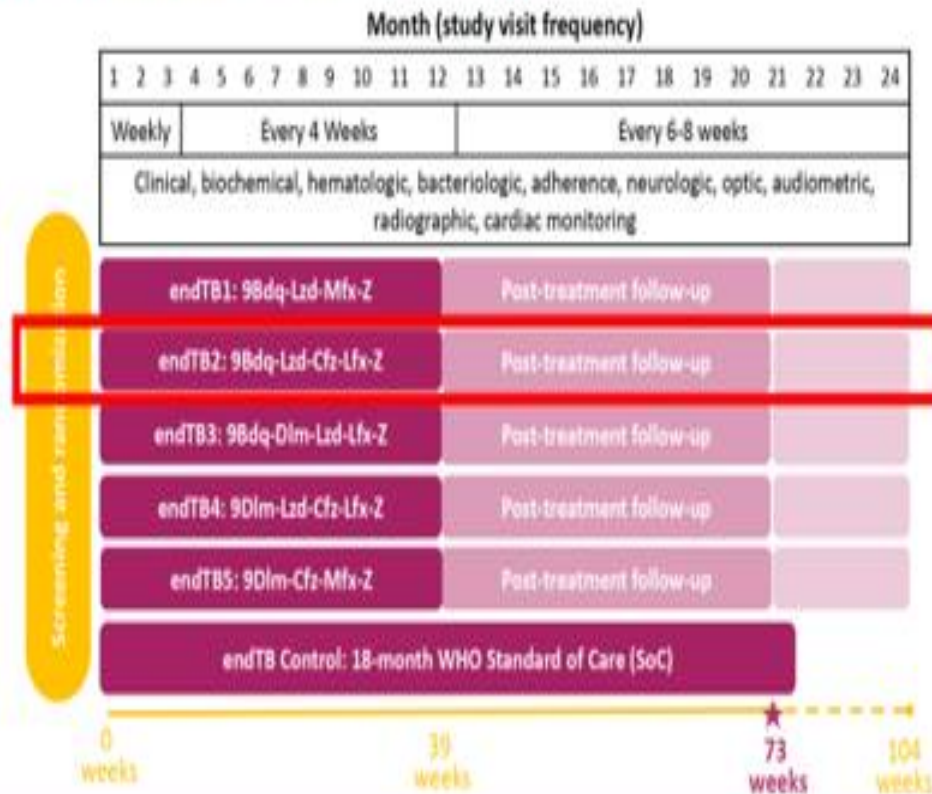 Month (study visit frequency)
1 2 3 4 5 6 7 8 9 10 11 12 13 14 15 16 17 18 19 20 21 22 23 24
Weekly Every 4 Weeks Every 6-8 weeks
Clinical, biochemical, hematologic, bacteriologic, adherence, neurologic, optic, audiometric,
radiographic, cardiac monitoring
Screening and randomization
endTB1: 9Bdq-Lzd-Mfx-Z Post-treatment follow-up
endTB2: 9Bdq-Lzd-Cfz-Lfx-Z Post-treatment follow-up
endTB3: 9Bdq-Dlm-Lzd-Lfx-Z Post-treatment follow-up
endTB4: 9Dlm-Lzd-Cfz-Lfx-Z Post-treatment follow-up
endTB5: 9Dlm-Cfz-Mfx-Z Post-treatment follow-up
endTB Control: 18-month WHO Standard of Care (SoC)
0 39 73 104
weeks weeks weeks weeks